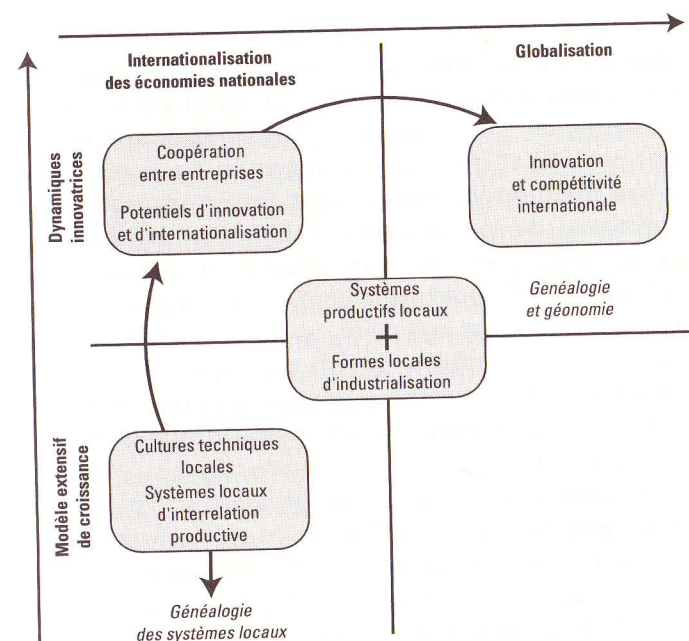 Internationalisation
des économies nationales
Globalisation
Dynamiques
innovatrices
Coopération
entre entreprises
Potentiels d'innovation
et d'internationalisation
Innovation
et compétitivité
internationale
Systèmes
productifs locaux
+
Formes locales
d'industrialisation
Genéalogie
et géonomie
Modèle extensif
de croissance
Cultures techniques
locales
Systèmes locaux
d'interrelation
productive
Généalogie
des systèmes locaux